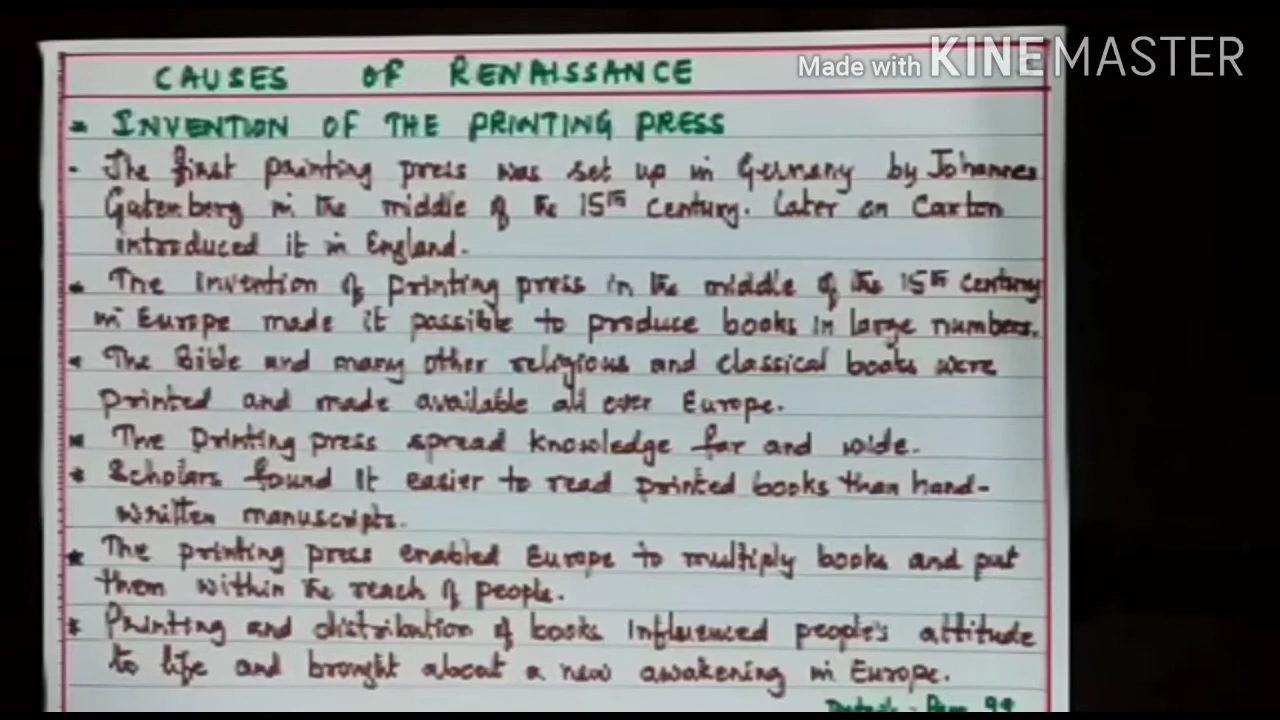 Made with KINEMASTER
CAUSES OF RENAISSANCE
INVENTION OF THE PRINTING PRESS
- The first printing press was set up in Germany by Johannes
Gutenberg in the middle of the 15th century. Later on Caxton
introduced it in England.
The invention of printing press in the middle of the 15th century
in Europe made it possible to produce books in large numbers.
The Bible and many other religious and classical books were
printed and made available all over Europe.
The printing press spread knowledge far and wide.
* Scholars found it easier to read printed books than hand-
written manuscripts.
* The printing press enabled Europe to multiply books and put
them within the reach of people.
* Printing and distribution of books influenced people's attitude
to life and brought about a new awakening in Europe.